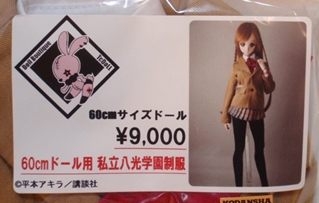 Doll Boutique
60cmサイズドール
¥9,000
60cmドール用 私立八光学園制服
©平本アキラ/講談社
KODANSHA